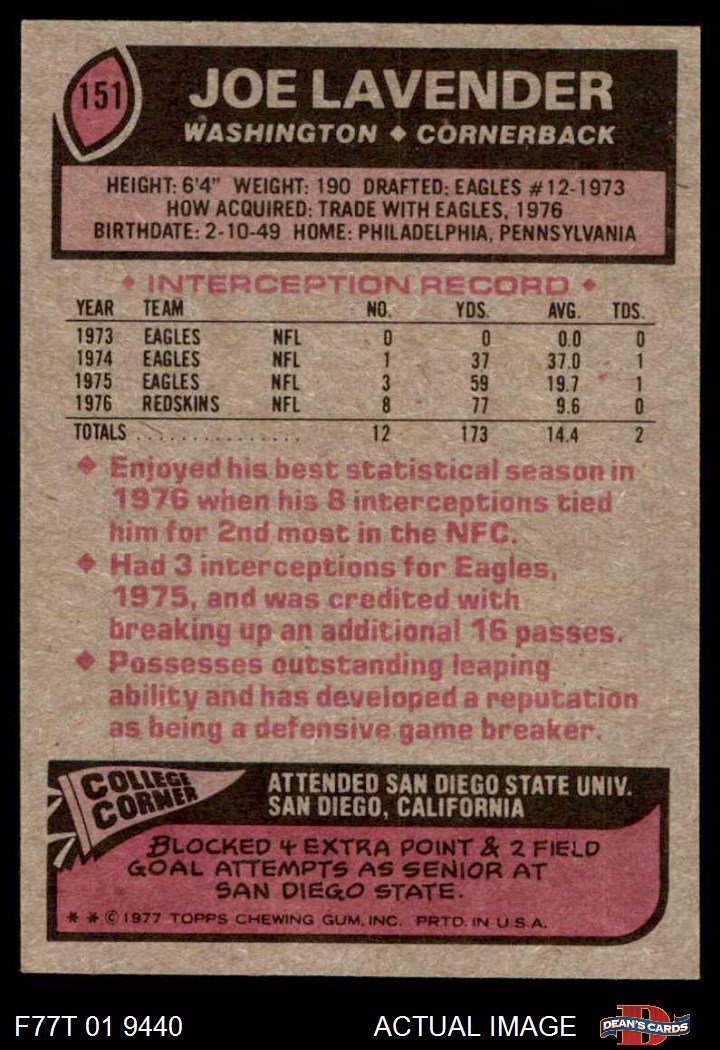 151
JOE LAVENDER
WASHINGTON ◆ CORNERBACK
HEIGHT: 6'4" WEIGHT: 190 DRAFTED: EAGLES #12-1973
HOW ACQUIRED: TRADE WITH EAGLES, 1976
BIRTHDATE: 2-10-49 HOME: PHILADELPHIA, PENNSYLVANIA
◆ INTERCEPTION RECORD ◆
YEAR TEAM NO. YDS. AVG. TDS.
1973 EAGLES NFL 0 0 0.0 0
1974 EAGLES NFL 1 37 37.0 1
1975 EAGLES NFL 3 59 19.7 1
1976 REDSKINS NFL 8 77 9.6 0
TOTALS . . . . . . . . . . . . . . . 12 173 14.4 2
◆ Enjoyed his best statistical season in
1976 when his 8 interceptions tied
him for 2nd most in the NFC.
◆ Had 3 interceptions for Eagles,
1975, and was credited with
breaking up an additional 16 passes.
◆ Possesses outstanding leaping
ability and has developed a reputation
as being a defensive game breaker.
COLLEGE
CORNER
ATTENDED SAN DIEGO STATE UNIV.
SAN DIEGO, CALIFORNIA
BLOCKED 4 EXTRA POINT & 2 FIELD
GOAL ATTEMPTS AS SENIOR AT
SAN DIEGO STATE.
* * © 1977 TOPPS CHEWING GUM, INC. PRTD. IN U.S.A.
F77T 01 9440 ACTUAL IMAGE
D
DEAN'S CARDS